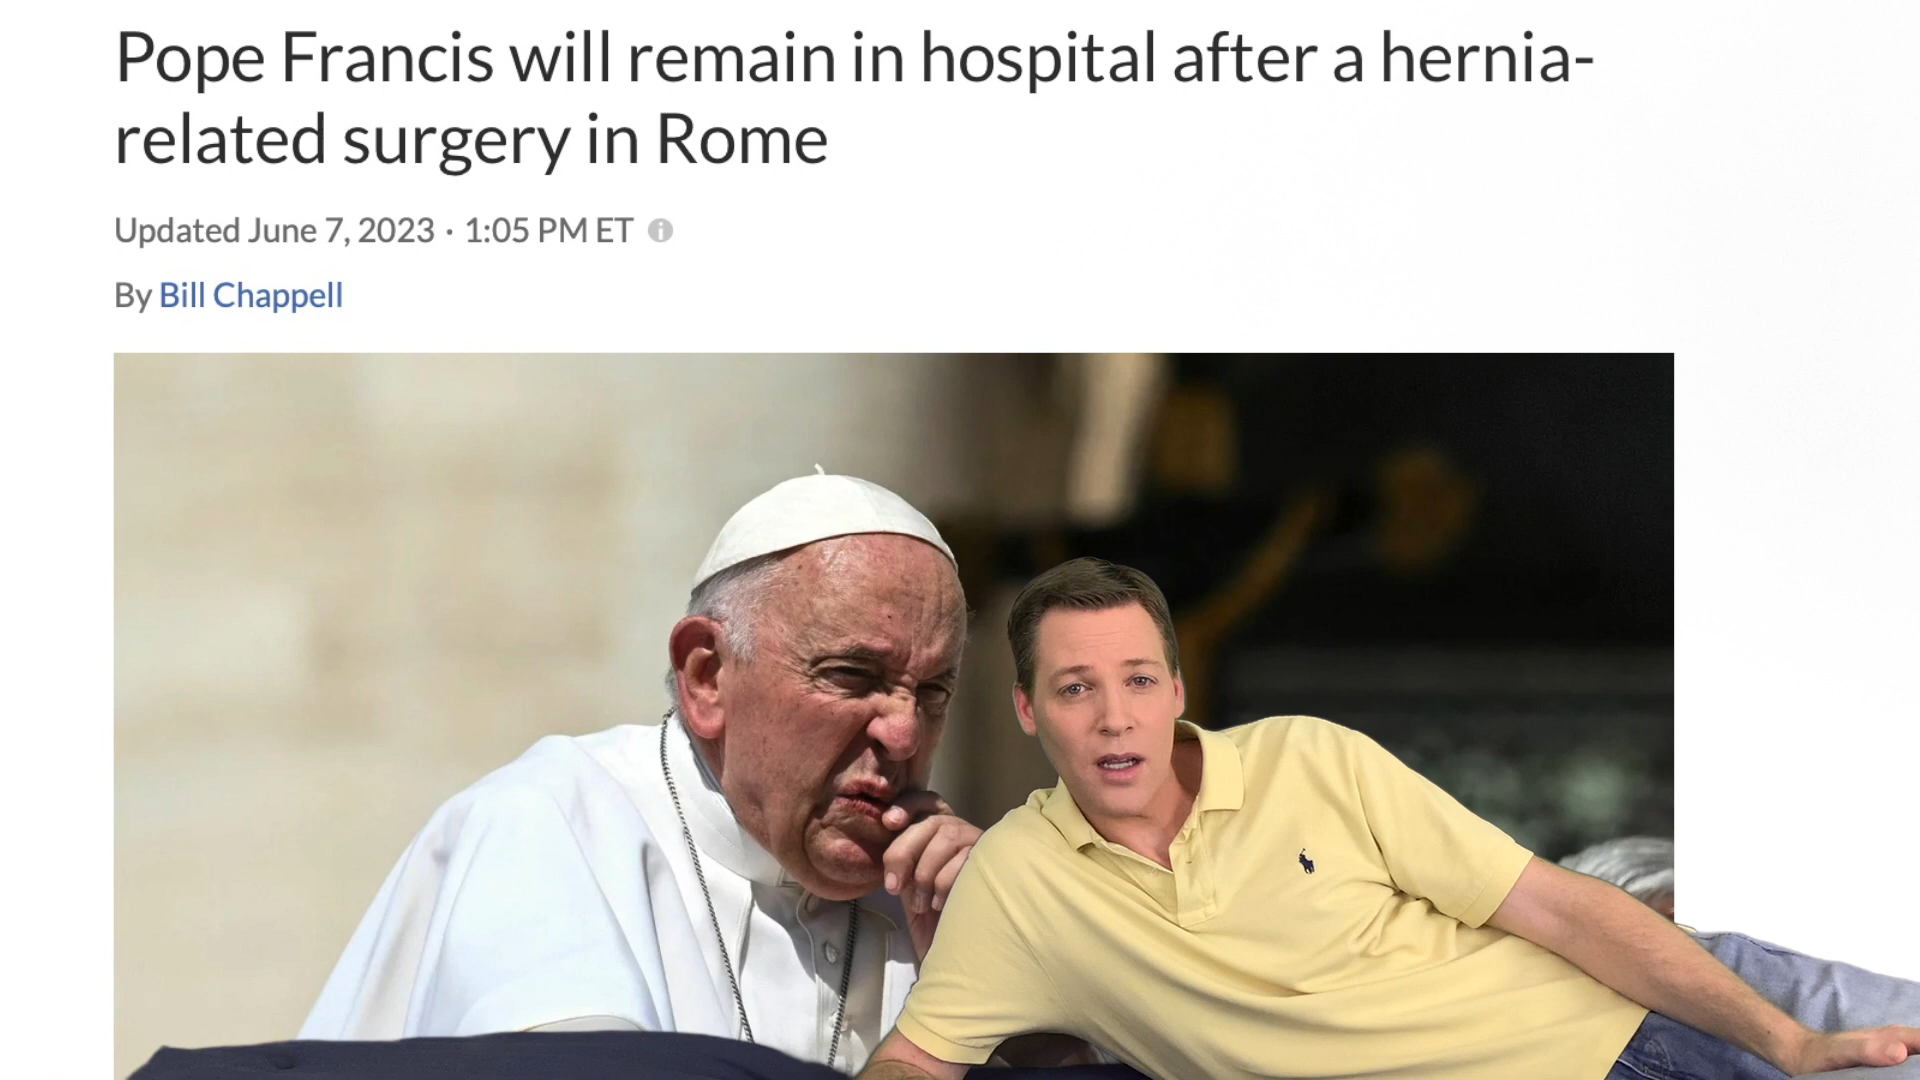 Pope Francis will remain in hospital after a hernia-
related surgery in Rome
Updated June 7, 2023 · 1:05 PM ET
By Bill Chappell